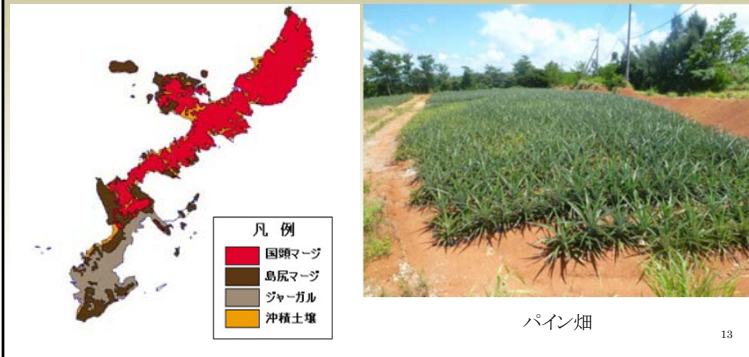 凡 例
国頭マージ
島尻マージ
ジャーガル
沖積土壌
パイン畑
13